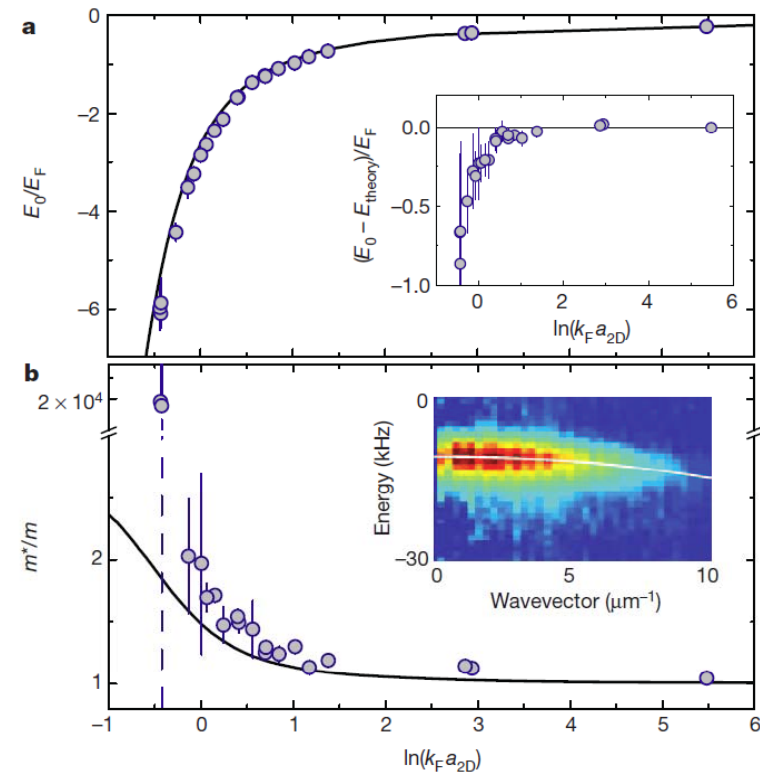 a
0
−2
−4
−6
E0/EF
0.0
−0.5
−1.0
(E0 − Etheory)/EF
0 2 4 6
ln(kFa2D)
b
2 × 10⁴
2
1
m*/m
0
−30
Energy (kHz)
0 5 10
Wavevector (μm⁻¹)
−1 0 1 2 3 4 5 6
ln(kFa2D)